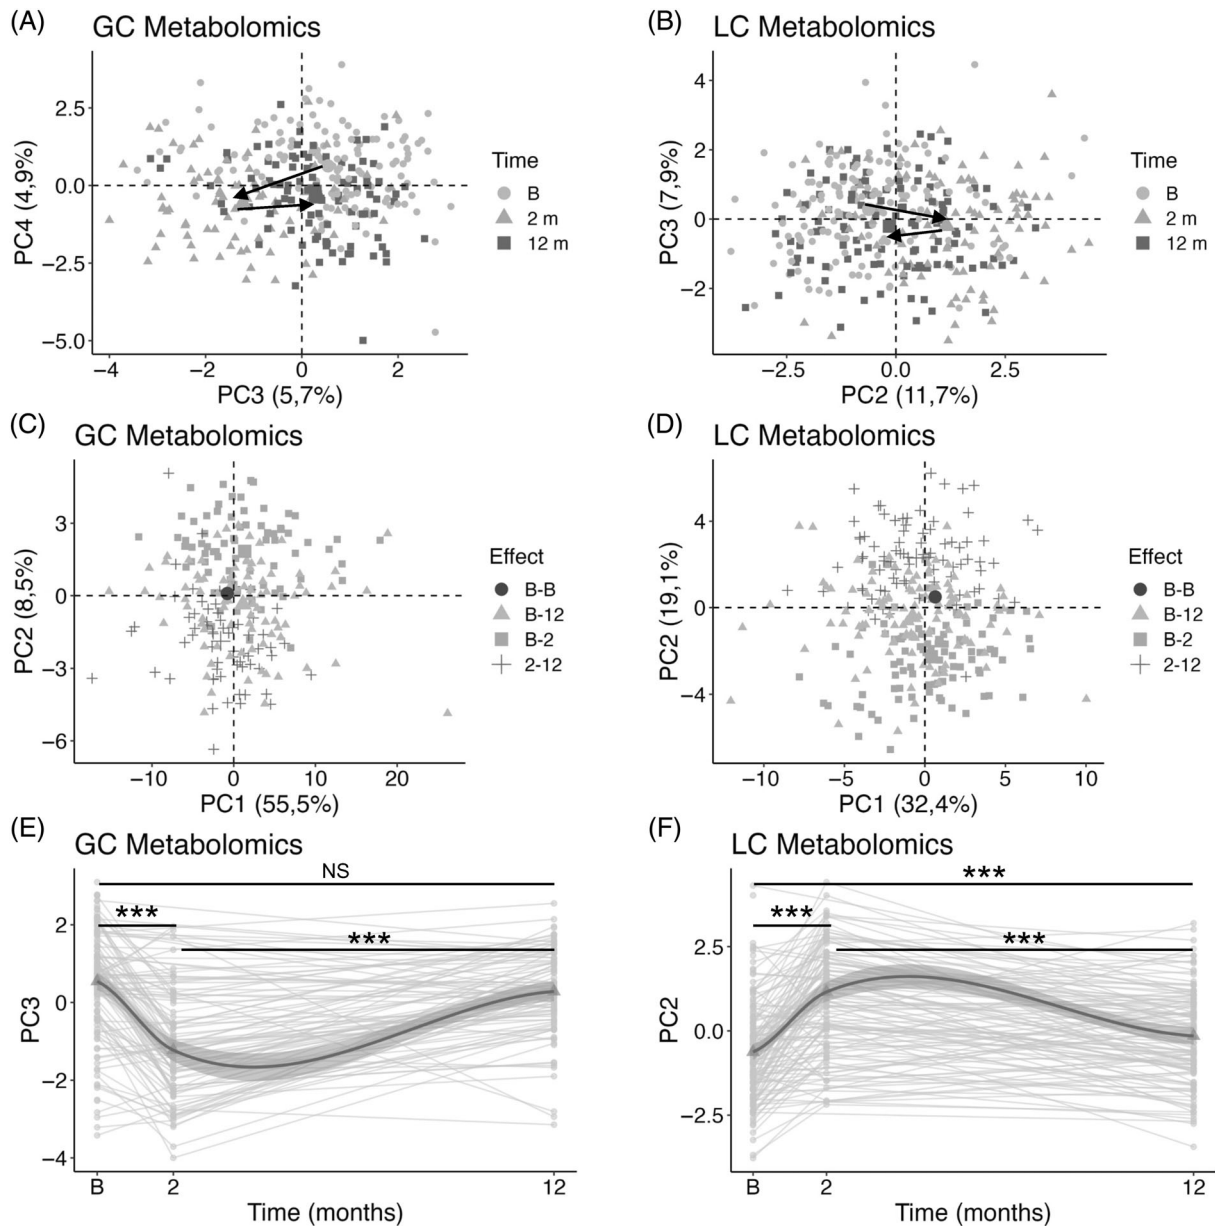 (A)
GC Metabolomics
2.5
0.0
−2.5
−5.0
PC4 (4,9%)
−4
−2
0
2
PC3 (5,7%)
Time
B
2 m
12 m
(B)
LC Metabolomics
4
2
0
−2
PC3 (7,9%)
−2.5
0.0
2.5
PC2 (11,7%)
Time
B
2 m
12 m
(C)
GC Metabolomics
3
0
−3
−6
PC2 (8,5%)
−10
0
10
20
PC1 (55,5%)
Effect
B-B
B-12
B-2
2-12
(D)
LC Metabolomics
4
0
−4
PC2 (19,1%)
−10
−5
0
5
10
PC1 (32,4%)
Effect
B-B
B-12
B-2
2-12
(E)
GC Metabolomics
NS
***
***
2
0
−2
−4
PC3
B
2
12
Time (months)
(F)
LC Metabolomics
***
***
***
2.5
0.0
−2.5
PC2
B
2
12
Time (months)